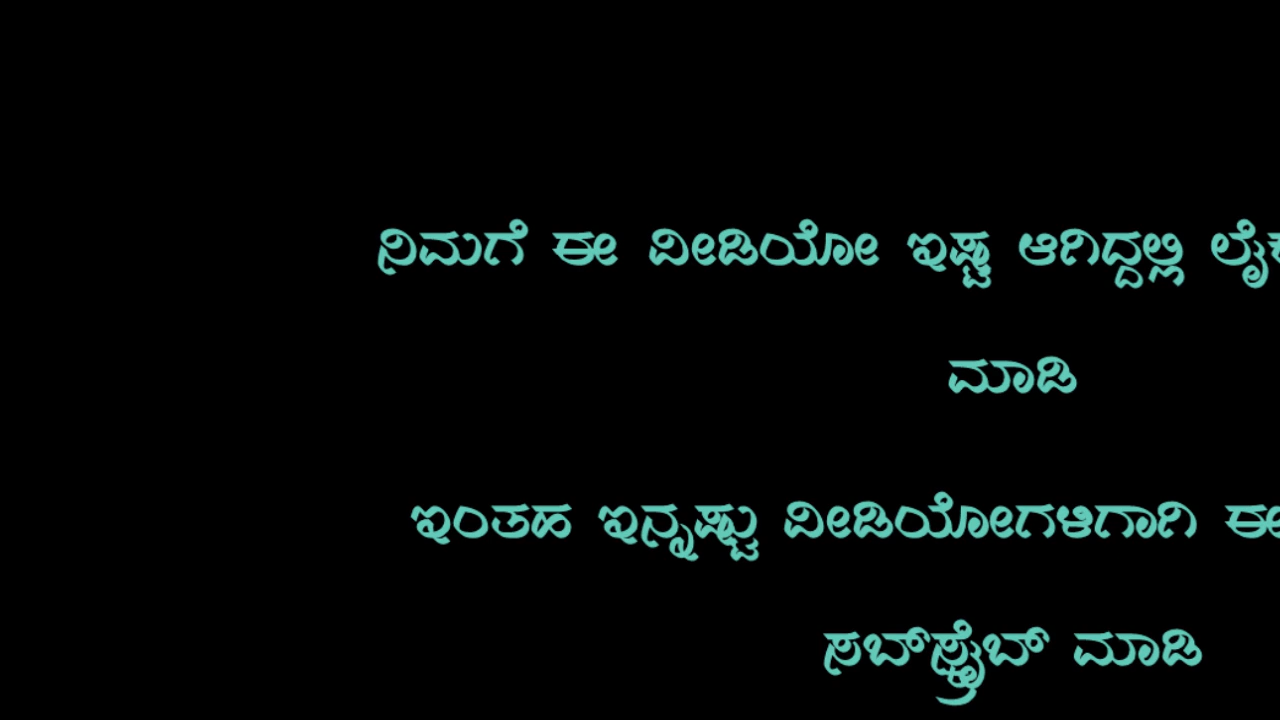 ನಿಮಗೆ ಈ ವೀಡಿಯೋ ಇಷ್ಟ ಆಗಿದ್ದಲ್ಲಿ
ಮಾಡಿ
ಇಂತಹ ಇನ್ನಷ್ಟು ವೀಡಿಯೋಗಳಿಗಾಗಿ ಈ
ಸಬ್‌ಸ್ಕ್ರೈಬ್ ಮಾಡಿ